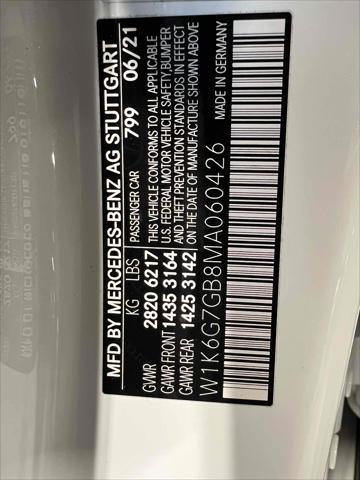 MFD BY MERCEDES-BENZ AG STUTTGART
KG LBS PASSENGER CAR 799 06/21
GVWR 2820 6217 THIS VEHICLE CONFORMS TO ALL APPLICABLE
GAWR FRONT 1435 3164 U.S. FEDERAL MOTOR VEHICLE SAFETY, BUMPER
AND THEFT PREVENTION STANDARDS IN EFFECT
GAWR REAR 1425 3142 ON THE DATE OF MANUFACTURE SHOWN ABOVE
W1K6G7GB8MA060426 MADE IN GERMANY